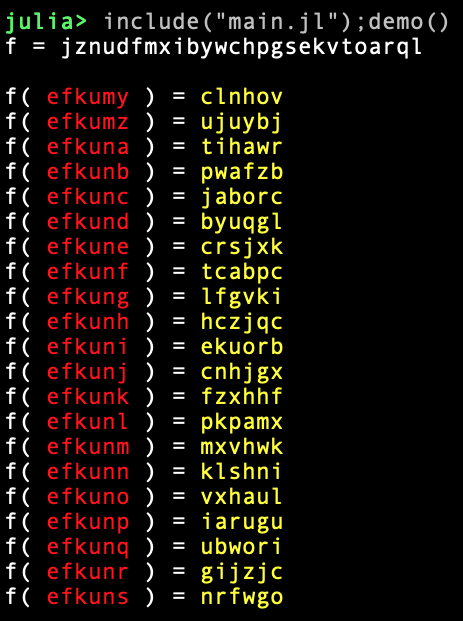 julia> include("main.jl");demo()
f = jznudfmxibywchpgsekvtoarql
f( efkumy ) = clnhov
f( efkumz ) = ujuybj
f( efkuna ) = tihawr
f( efkunb ) = pwafzb
f( efkunc ) = jaborc
f( efkund ) = byuqgl
f( efkune ) = crsjxk
f( efkunf ) = tcabpc
f( efkung ) = lfgvki
f( efkunh ) = hczjqc
f( efkuni ) = ekuorb
f( efkunj ) = cnhjgx
f( efkunk ) = fzxhhf
f( efkunl ) = pkpamx
f( efkunm ) = mxvhwk
f( efkunn ) = klshni
f( efkuno ) = vxhaul
f( efkunp ) = iarugu
f( efkunq ) = ubwori
f( efkunr ) = gijzjc
f( efkuns ) = nrfwgo